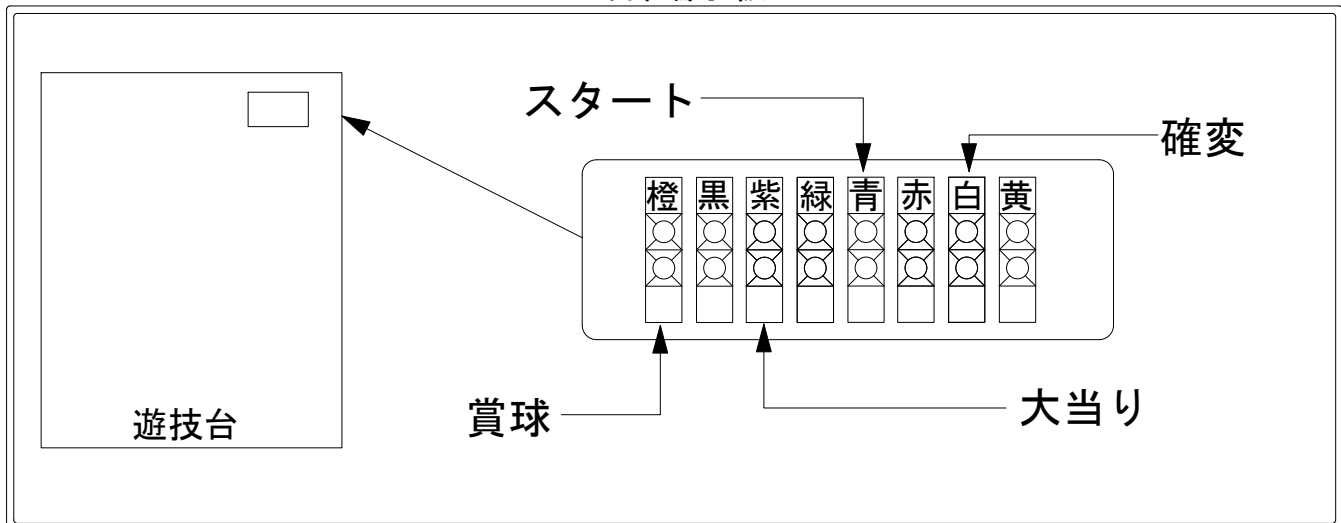 スタート
確変
橙 黒 紫 緑 青 赤 白 黄
賞球
大当り
遊技台